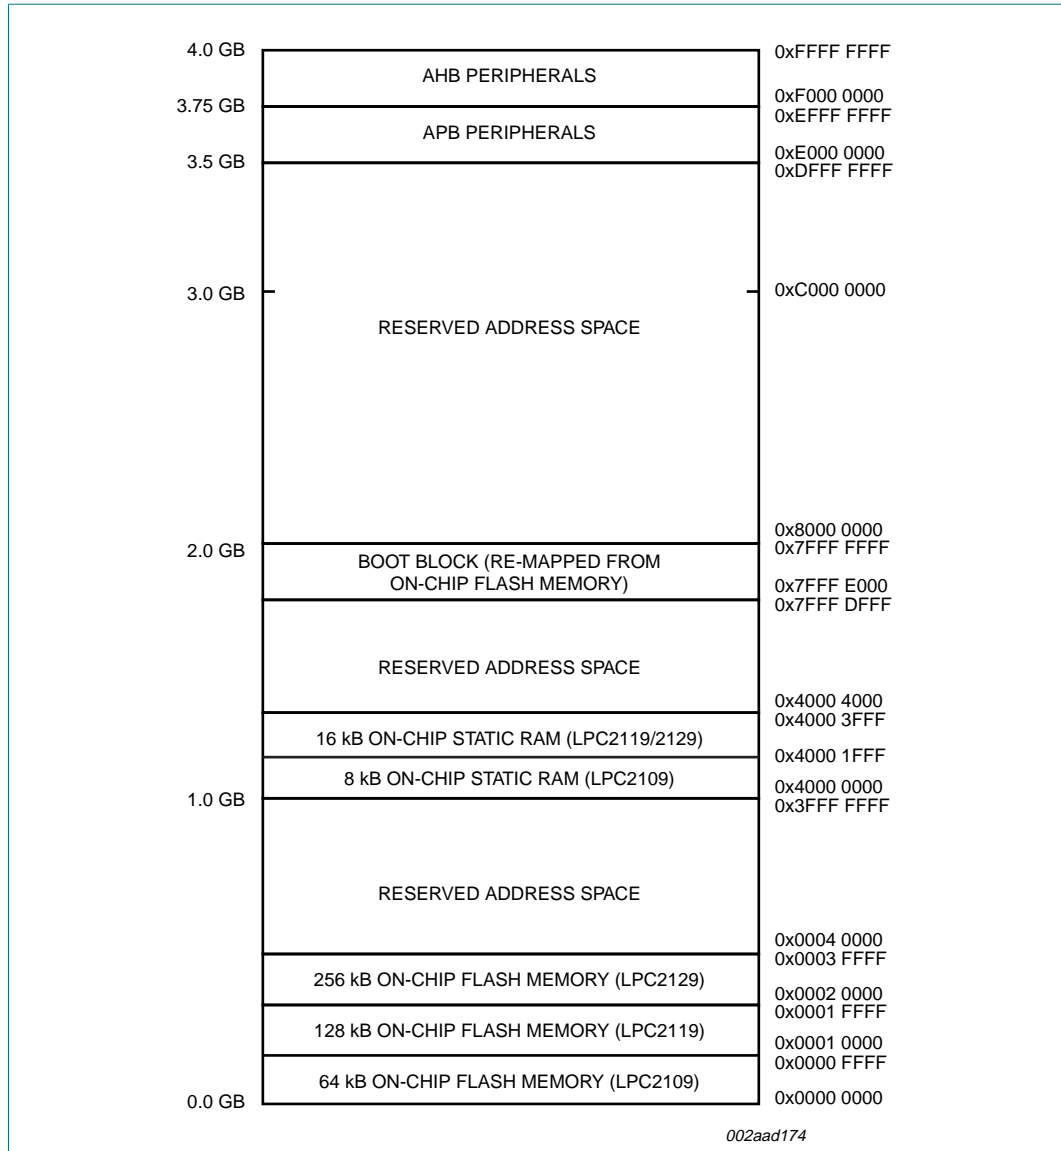 4.0 GB
0xFFFF FFFF
AHB PERIPHERALS
0xF000 0000
3.75 GB
0xEFFF FFFF
APB PERIPHERALS
0xE000 0000
3.5 GB
0xDFFF FFFF
3.0 GB
0xC000 0000
RESERVED ADDRESS SPACE
0x8000 0000
2.0 GB
0x7FFF FFFF
BOOT BLOCK (RE-MAPPED FROM
ON-CHIP FLASH MEMORY)
0x7FFF E000
0x7FFF DFFF
RESERVED ADDRESS SPACE
0x4000 4000
0x4000 3FFF
16 kB ON-CHIP STATIC RAM (LPC2119/2129)
0x4000 1FFF
8 kB ON-CHIP STATIC RAM (LPC2109)
0x4000 0000
1.0 GB
0x3FFF FFFF
RESERVED ADDRESS SPACE
0x0004 0000
0x0003 FFFF
256 kB ON-CHIP FLASH MEMORY (LPC2129)
0x0002 0000
0x0001 FFFF
128 kB ON-CHIP FLASH MEMORY (LPC2119)
0x0001 0000
0x0000 FFFF
64 kB ON-CHIP FLASH MEMORY (LPC2109)
0.0 GB
0x0000 0000
002aad174